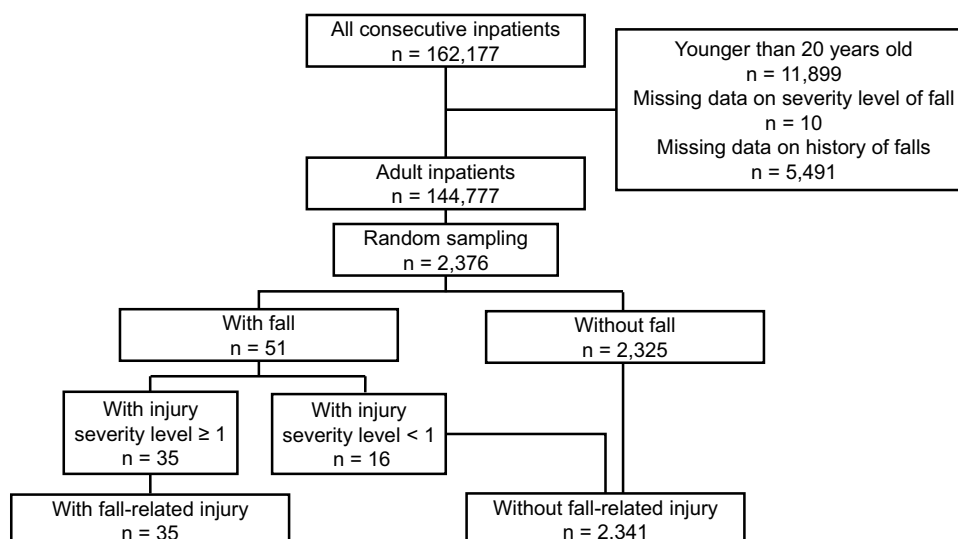 All consecutive inpatients
n = 162,177
Younger than 20 years old
n = 11,899
Missing data on severity level of fall
n = 10
Missing data on history of falls
n = 5,491
Adult inpatients
n = 144,777
Random sampling
n = 2,376
With fall
n = 51
Without fall
n = 2,325
With injury
severity level ≥ 1
n = 35
With injury
severity level < 1
n = 16
With fall-related injury
n = 35
Without fall-related injury
n = 2,341